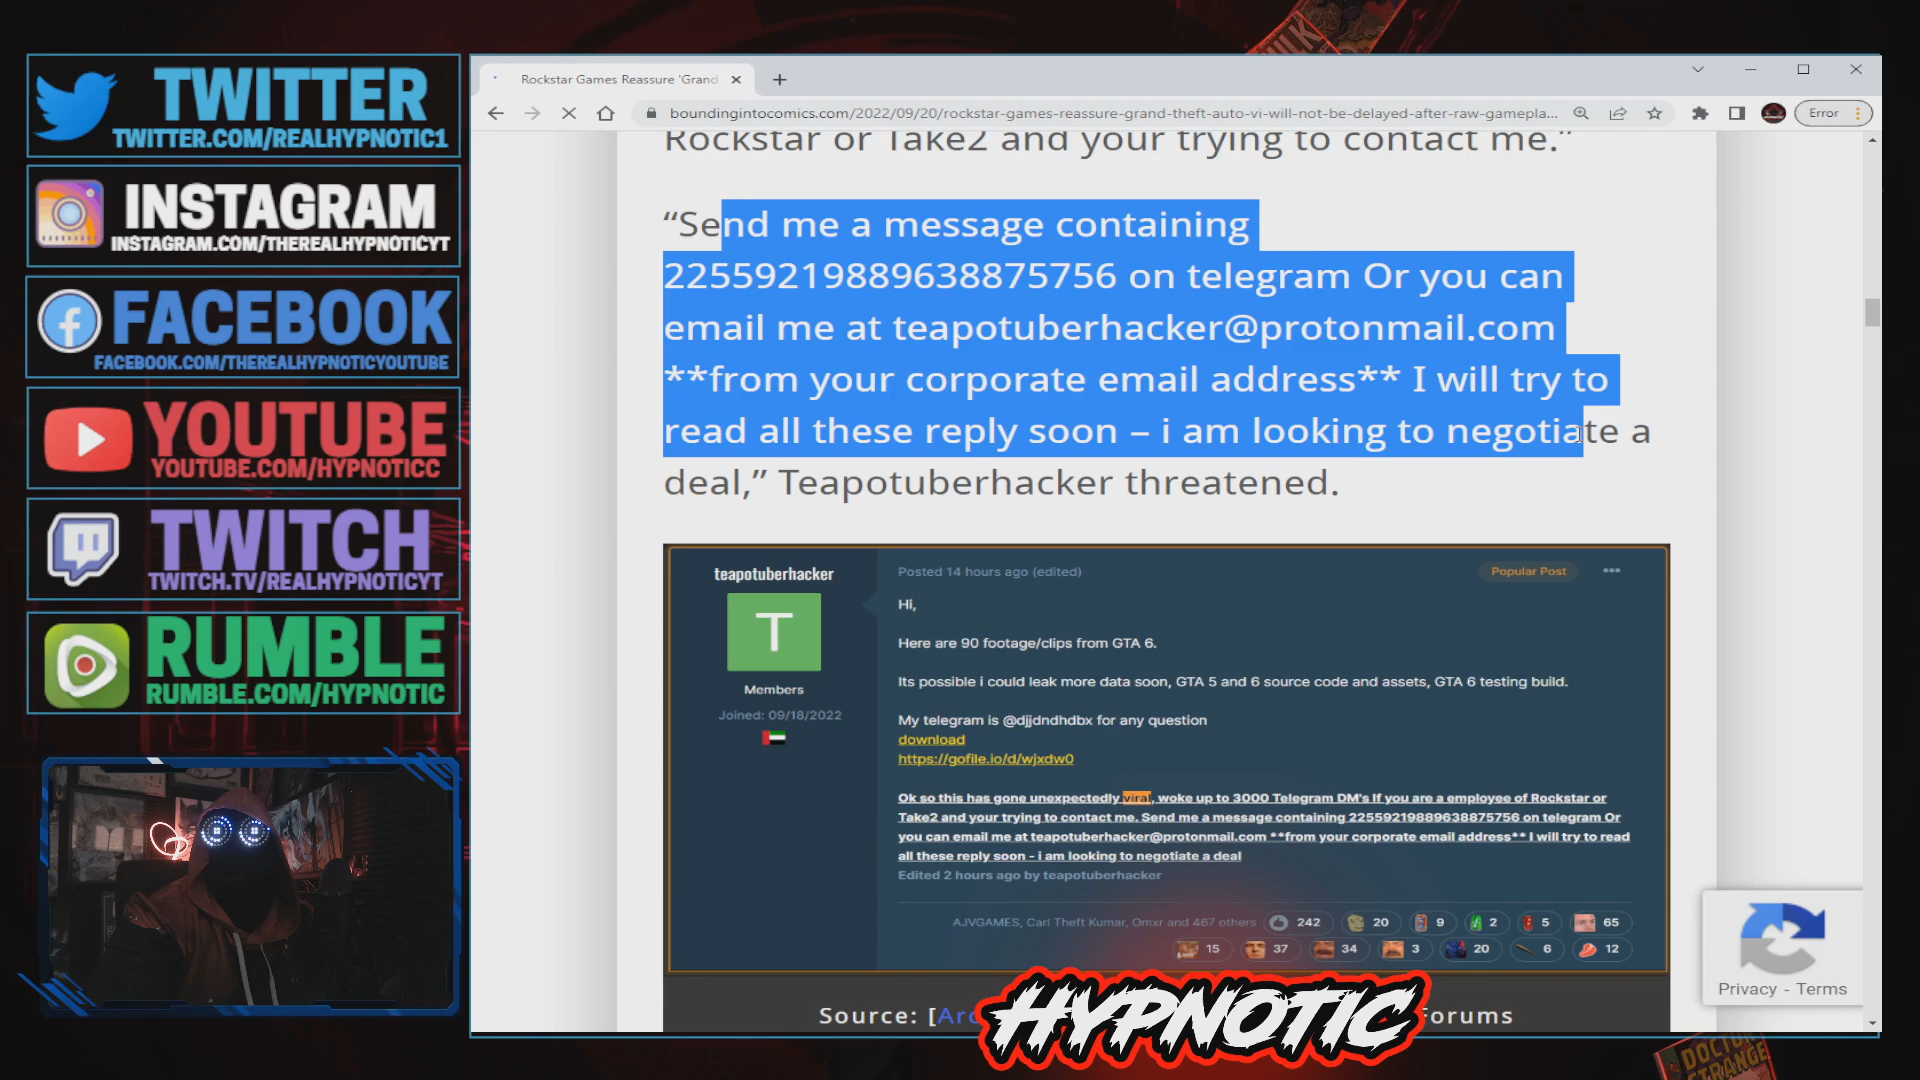 TWITTER
TWITTER.COM/REALHYPNOTIC1
INSTAGRAM
INSTAGRAM.COM/THEREALHYPNOTICYT
FACEBOOK
FACEBOOK.COM/THEREALHYPNOTICYOUTUBE
YOUTUBE
YOUTUBE.COM/HYPNOTICC
TWITCH
TWITCH.TV/REALHYPNOTICYT
RUMBLE
RUMBLE.COM/HYPNOTIC
Rockstar Games Reassure 'Grand
boundingintocomics.com/2022/09/20/rockstar-games-reassure-grand-theft-auto-vi-will-not-be-delayed-after-raw-gamepla...
Error
Rockstar or Take2 and your trying to contact me.”
“Send me a message containing
22559219889638875756 on telegram Or you can
email me at teapotuberhacker@protonmail.com
**from your corporate email address** I will try to
read all these reply soon – i am looking to negotiate a
deal,” Teapotuberhacker threatened.
teapotuberhacker
T
Members
Joined: 09/18/2022
Posted 14 hours ago (edited)
Popular Post
Hi,
Here are 90 footage/clips from GTA 6.
Its possible i could leak more data soon, GTA 5 and 6 source code and assets, GTA 6 testing build.
My telegram is @djjdndhdbx for any question
download
https://gofile.io/d/wjxdw0
Ok so this has gone unexpectedly viral, woke up to 3000 Telegram DM's If you are a employee of Rockstar or
Take2 and your trying to contact me. Send me a message containing 22559219889638875756 on telegram Or
you can email me at teapotuberhacker@protonmail.com **from your corporate email address** I will try to read
all these reply soon - i am looking to negotiate a deal
Edited 2 hours ago by teapotuberhacker
AJVGAMES, Carl Theft Kumar, Omxr and 467 others 242 20 9 2 5 65
15 37 34 3 20 6 12
Source: [Arc
Forums
HYPNOTIC
Privacy - Terms
DOCTOR
STRANGE